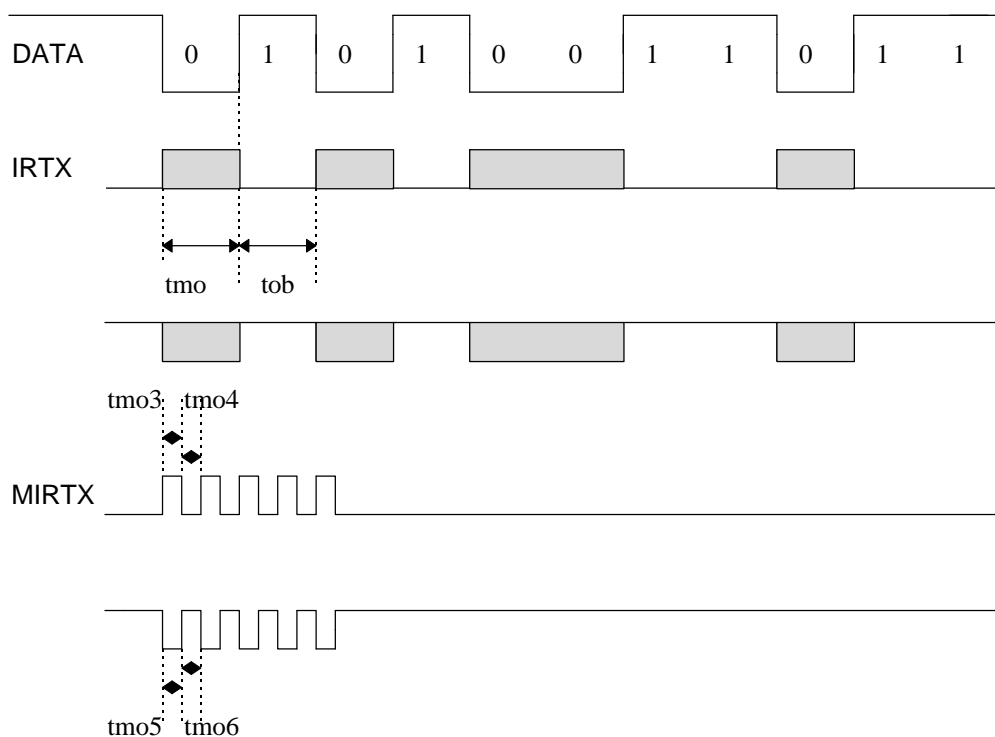 DATA 0 1 0 1 0 0 1 1 0 1 1
IRTX
tmo tob
tmo3 tmo4
MIRTX
tmo5 tmo6